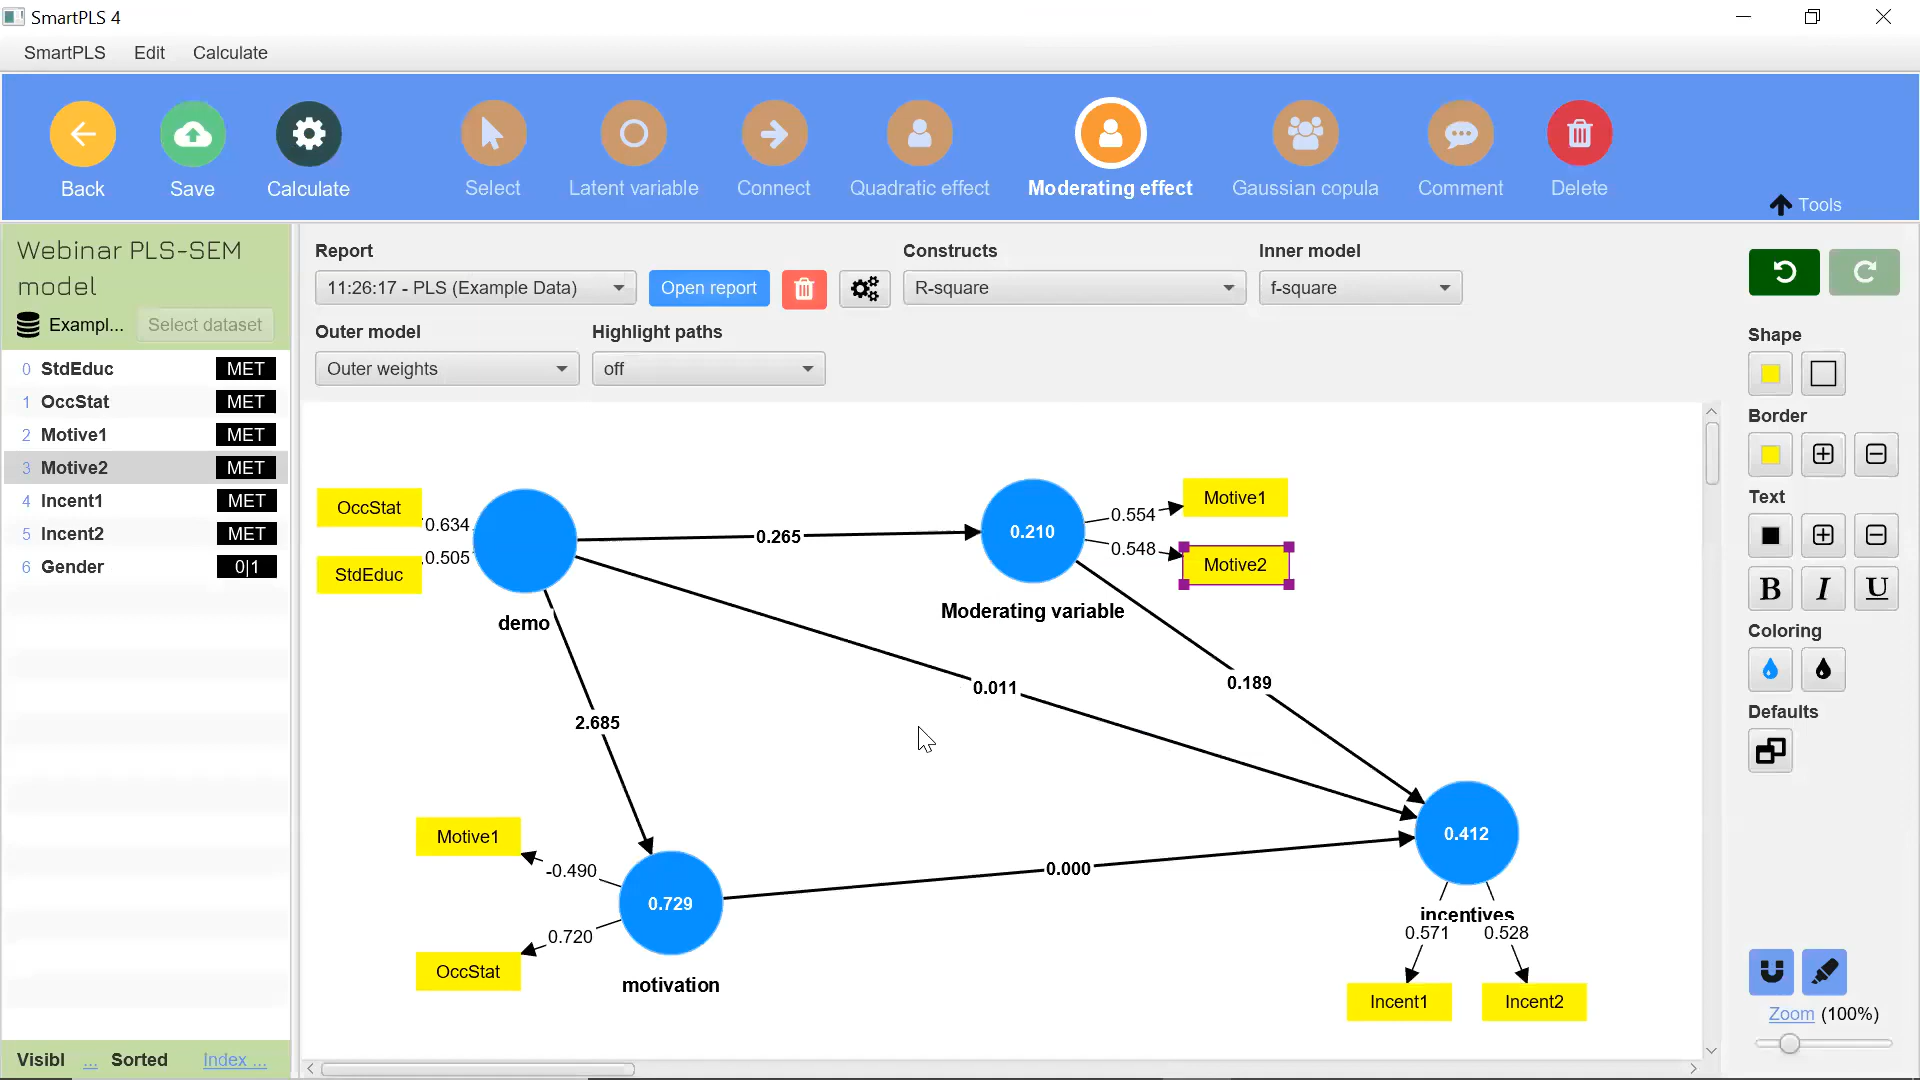 SmartPLS 4
SmartPLS Edit Calculate
Back Save Calculate Select Latent variable Connect Quadratic effect Moderating effect Gaussian copula Comment Delete
Tools
Webinar PLS-SEM
model
Exampl... Select dataset
0 StdEduc MET
1 OccStat MET
2 Motive1 MET
3 Motive2 MET
4 Incent1 MET
5 Incent2 MET
6 Gender 0|1
Visibl ... Sorted Index ...
Report Constructs Inner model
11:26:17 - PLS (Example Data) Open report R-square f-square
Outer model Highlight paths
Outer weights off
OccStat 0.634
StdEduc 0.505
demo
0.265
0.210
Moderating variable
0.554 Motive1
0.548 Motive2
0.011
0.189
2.685
Motive1 -0.490
0.729
OccStat 0.720
motivation
0.000
0.412
incentives
0.571 0.528
Incent1 Incent2
Shape
Border
Text
B I U
Coloring
Defaults
Zoom (100%)